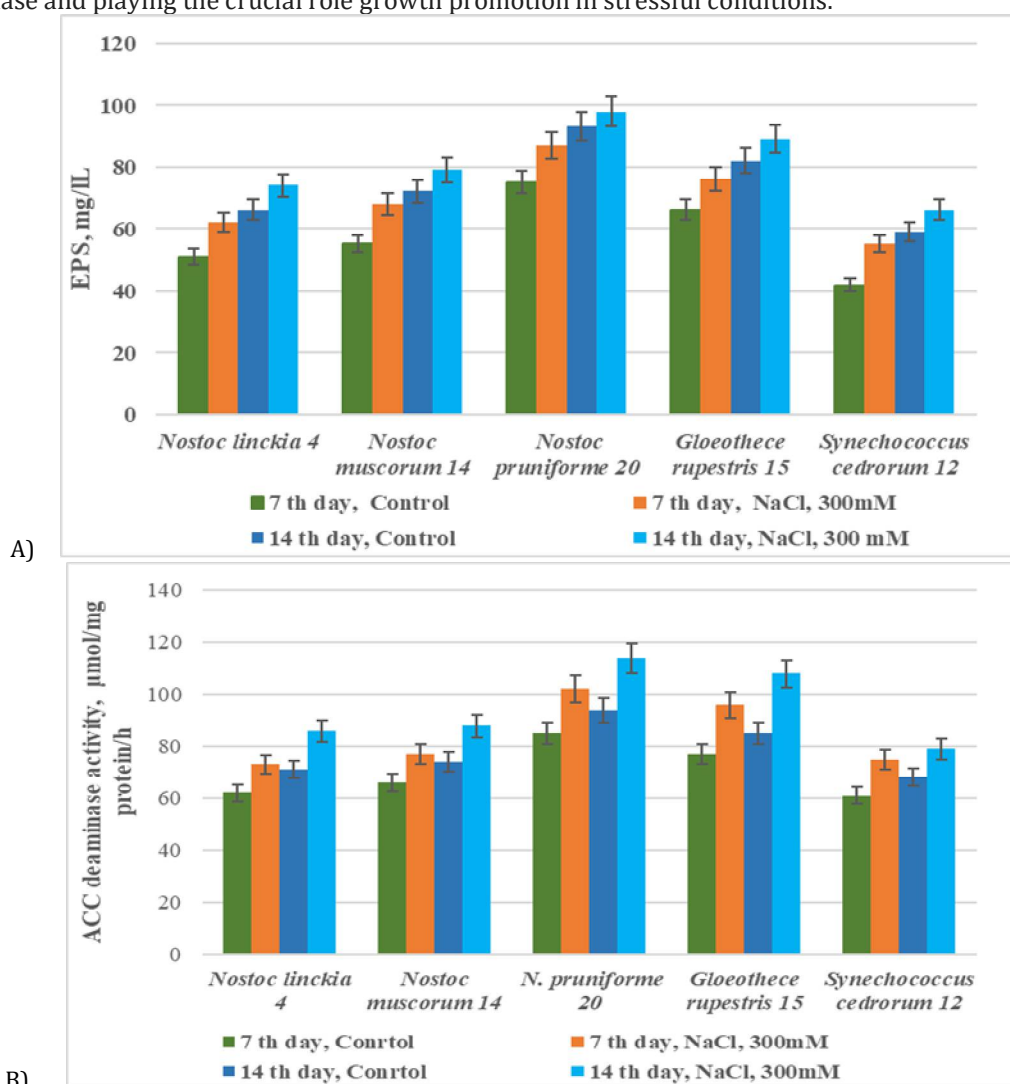 ase and playing the crucial role growth promotion in stressful conditions.
120
100
80
60
40
20
0
EPS, mg/lL
Nostoc linckia 4
Nostoc
muscorum 14
Nostoc
pruniforme 20
Gloeothece
rupestris 15
Synechococcus
cedrorum 12
7 th day, Control
7 th day, NaCl, 300mM
14 th day, Control
14 th day, NaCl, 300 mM
A)
140
120
100
80
60
40
20
0
ACC deaminase activity, µmol/mg
protein/h
Nostoc linckia
4
Nostoc
muscorum 14
N. pruniforme
20
Gloeothece
rupestris 15
Synechococcus
cedrorum 12
7 th day, Conrtol
7 th day, NaCl, 300mM
14 th day, Conrtol
14 th day, NaCl, 300mM
B)